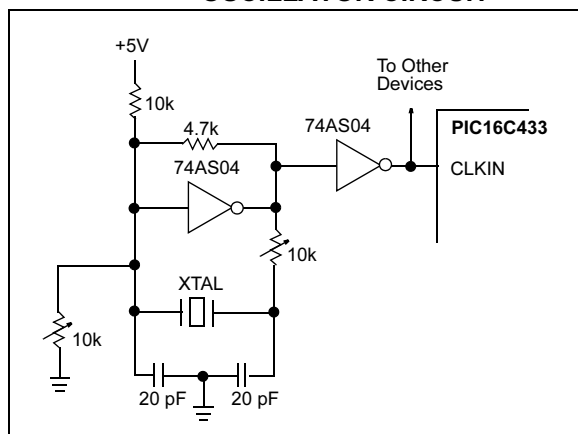 OSCILLATOR CIRCUIT
+5V
To Other
Devices
10k
4.7k
74AS04
PIC16C433
74AS04
CLKIN
10k
XTAL
10k
20 pF
20 pF